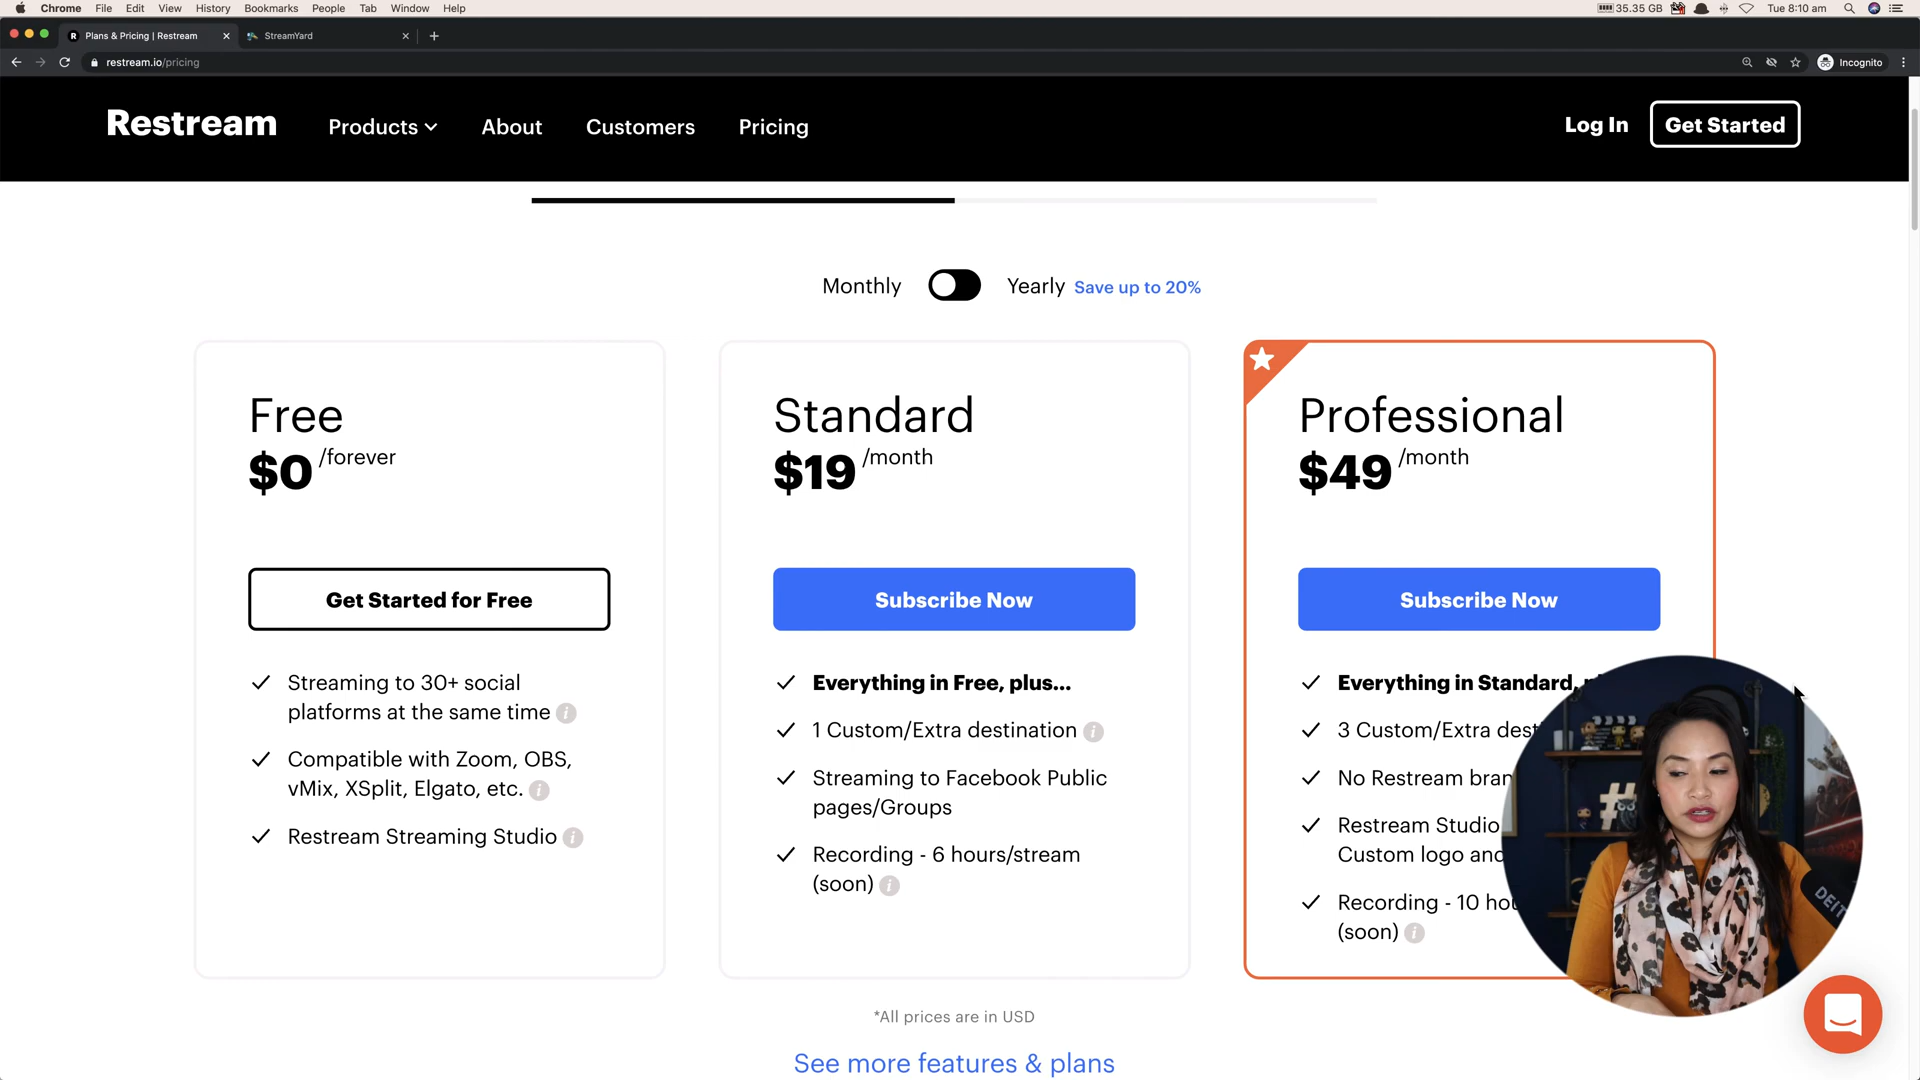 Chrome File Edit View History Bookmarks People Tab Window Help
35.35 GB Tue 8:10 am
Plans & Pricing | Restream
StreamYard
restream.io/pricing
Incognito
Restream
Products
About
Customers
Pricing
Log In
Get Started
Monthly
Yearly Save up to 20%
Free
$0 /forever
Get Started for Free
Streaming to 30+ social
platforms at the same time
Compatible with Zoom, OBS,
vMix, XSplit, Elgato, etc.
Restream Streaming Studio
Standard
$19 /month
Subscribe Now
Everything in Free, plus...
1 Custom/Extra destination
Streaming to Facebook Public
pages/Groups
Recording - 6 hours/stream
(soon)
Professional
$49 /month
Subscribe Now
Everything in Standard,
3 Custom/Extra dest
No Restream bran
Restream Studio
Custom logo and
Recording - 10 hou
(soon)
DEIT
*All prices are in USD
See more features & plans